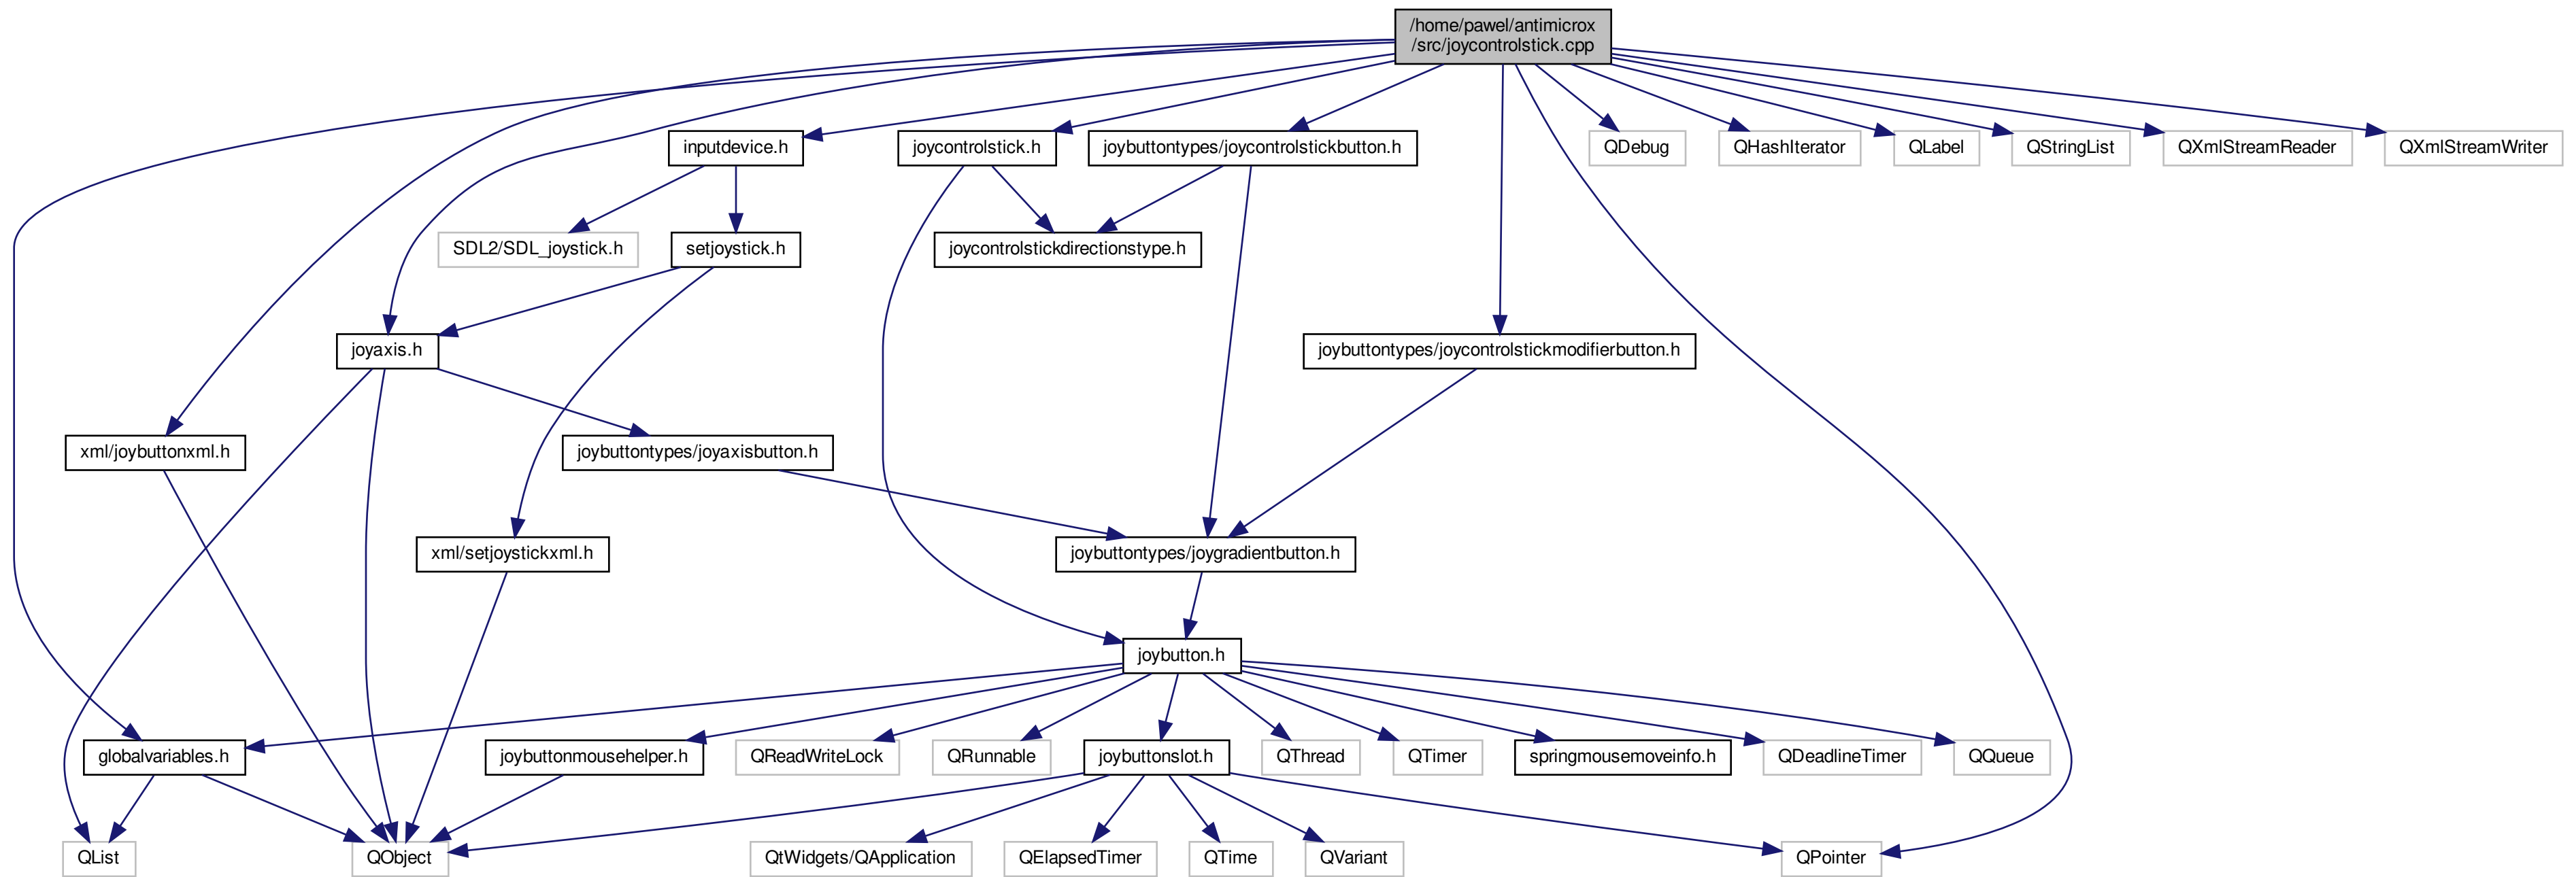 /home/pawel/antimicrox
/src/joycontrolstick.cpp
inputdevice.h
joycontrolstick.h
joybuttontypes/joycontrolstickbutton.h
QDebug
QHashIterator
QLabel
QStringList
QXmlStreamReader
QXmlStreamWriter
SDL2/SDL_joystick.h
setjoystick.h
joycontrolstickdirectionstype.h
joyaxis.h
joybuttontypes/joycontrolstickmodifierbutton.h
xml/joybuttonxml.h
joybuttontypes/joyaxisbutton.h
xml/setjoystickxml.h
joybuttontypes/joygradientbutton.h
joybutton.h
globalvariables.h
joybuttonmousehelper.h
QReadWriteLock
QRunnable
joybuttonslot.h
QThread
QTimer
springmousemoveinfo.h
QDeadlineTimer
QQueue
QList
QObject
QtWidgets/QApplication
QElapsedTimer
QTime
QVariant
QPointer